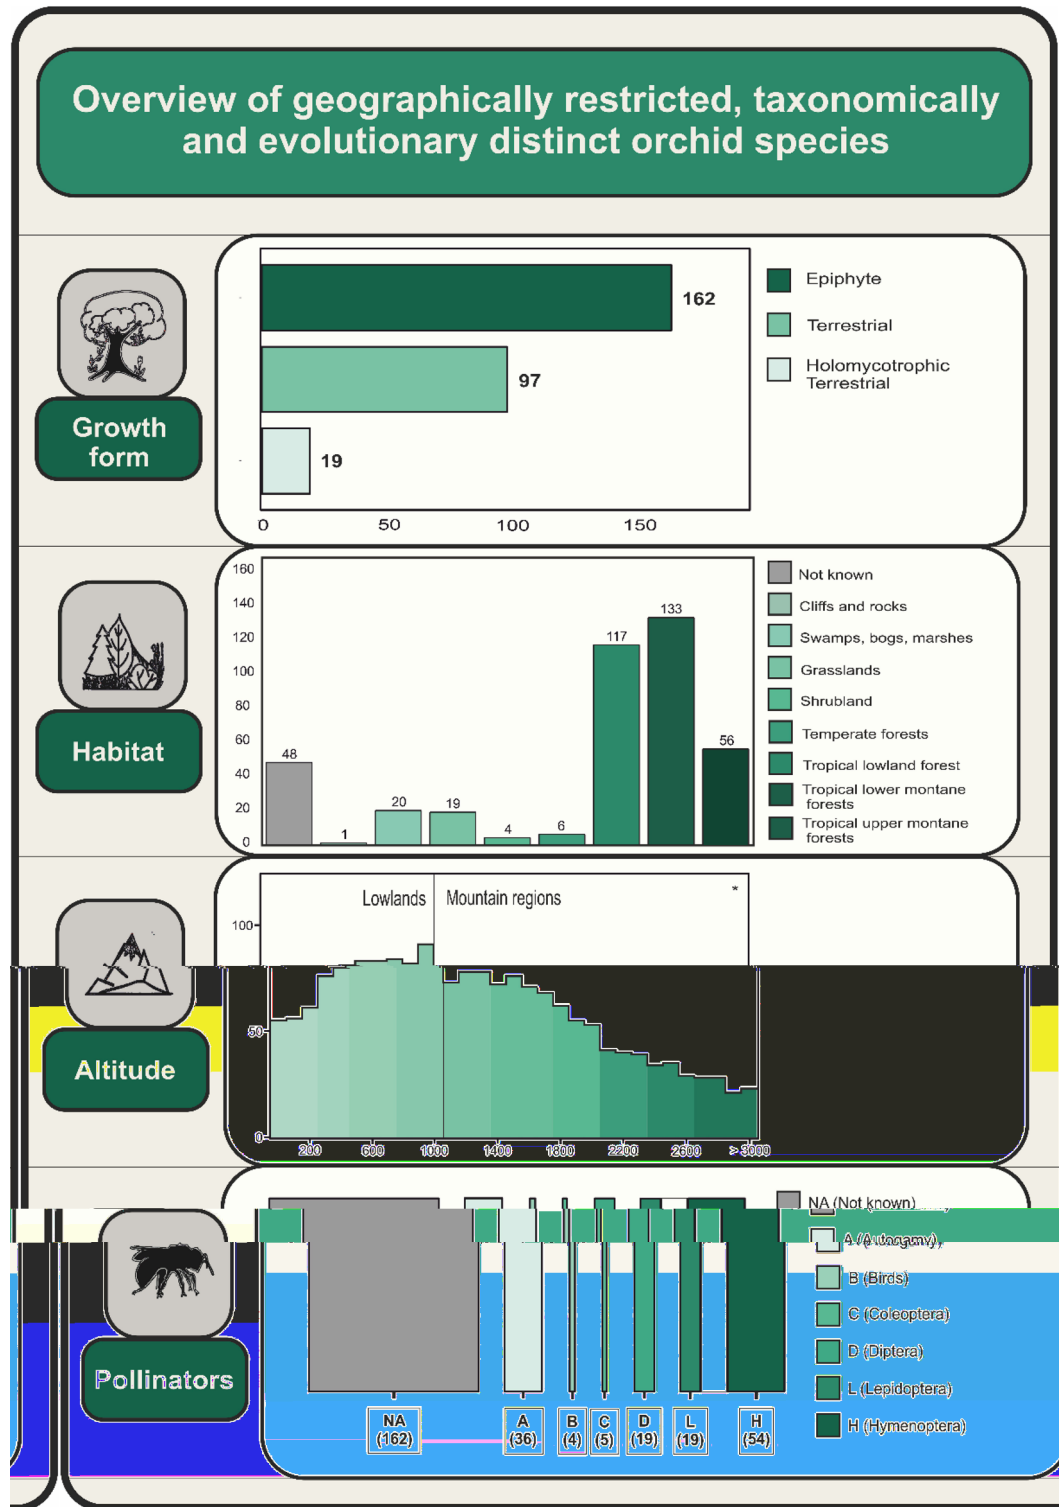 Overview of geographically restricted, taxonomically
and evolutionary distinct orchid species
Growth
form
162
97
19
0 50 100 150
Epiphyte
Terrestrial
Holomycotrophic
Terrestrial
Habitat
160
140
120
100
80
60
40
20
0
48
1
20
19
4
6
117
133
56
Not known
Cliffs and rocks
Swamps, bogs, marshes
Grasslands
Shrubland
Temperate forests
Tropical lowland forest
Tropical lower montane
forests
Tropical upper montane
forests
Altitude
Lowlands
Mountain regions
*
100
50
0
200 600 1000 1400 1800 2200 2600 >3000
Pollinators
NA
(162)
A
(36)
B
(4)
C
(5)
D
(19)
L
(19)
H
(54)
NA (Not known)
A (Autogamy)
B (Birds)
C (Coleoptera)
D (Diptera)
L (Lepidoptera)
H (Hymenoptera)